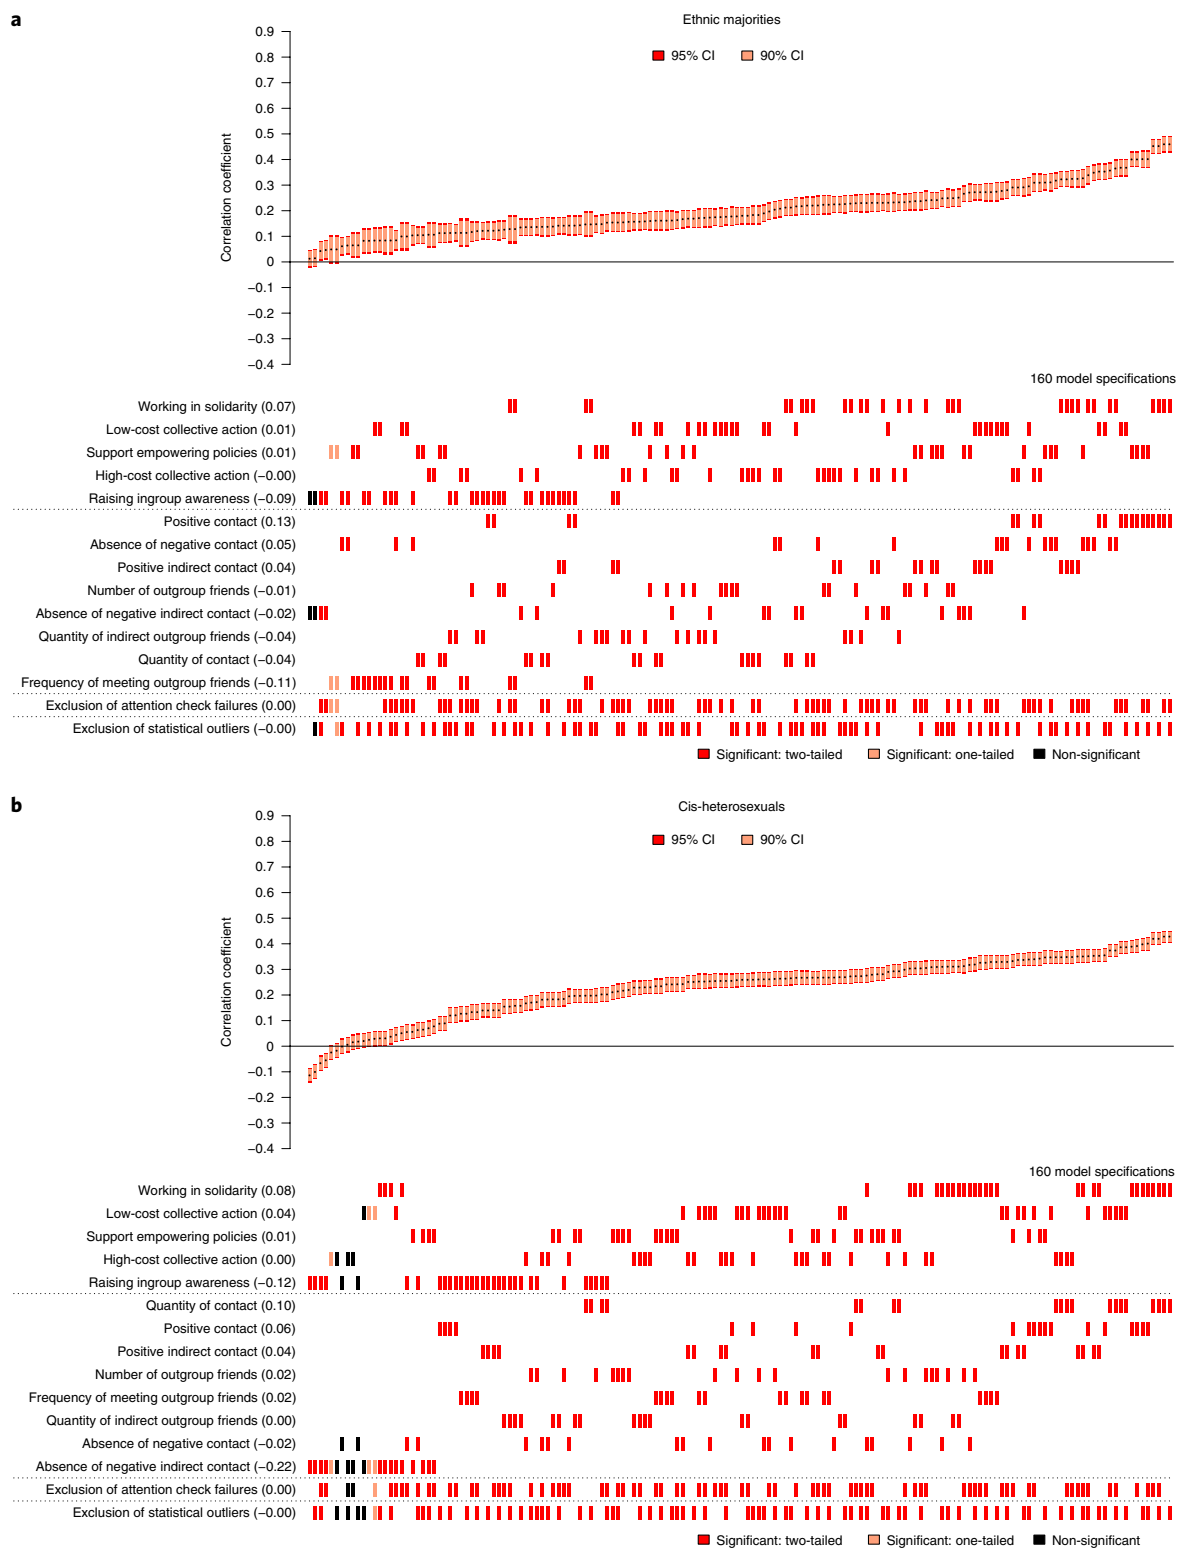 a
Ethnic majorities
95% CI 90% CI
0.9
0.8
0.7
0.6
0.5
0.4
0.3
0.2
0.1
0
−0.1
−0.2
−0.3
−0.4
Correlation coefficient
160 model specifications
Working in solidarity (0.07)
Low-cost collective action (0.01)
Support empowering policies (0.01)
High-cost collective action (−0.00)
Raising ingroup awareness (−0.09)
Positive contact (0.13)
Absence of negative contact (0.05)
Positive indirect contact (0.04)
Number of outgroup friends (−0.01)
Absence of negative indirect contact (−0.02)
Quantity of indirect outgroup friends (−0.04)
Quantity of contact (−0.04)
Frequency of meeting outgroup friends (−0.11)
Exclusion of attention check failures (0.00)
Exclusion of statistical outliers (−0.00)
Significant: two-tailed Significant: one-tailed Non-significant
b
Cis-heterosexuals
95% CI 90% CI
0.9
0.8
0.7
0.6
0.5
0.4
0.3
0.2
0.1
0
−0.1
−0.2
−0.3
−0.4
Correlation coefficient
160 model specifications
Working in solidarity (0.08)
Low-cost collective action (0.04)
Support empowering policies (0.01)
High-cost collective action (0.00)
Raising ingroup awareness (−0.12)
Quantity of contact (0.10)
Positive contact (0.06)
Positive indirect contact (0.04)
Number of outgroup friends (0.02)
Frequency of meeting outgroup friends (0.02)
Quantity of indirect outgroup friends (0.00)
Absence of negative contact (−0.02)
Absence of negative indirect contact (−0.22)
Exclusion of attention check failures (0.00)
Exclusion of statistical outliers (−0.00)
Significant: two-tailed Significant: one-tailed Non-significant